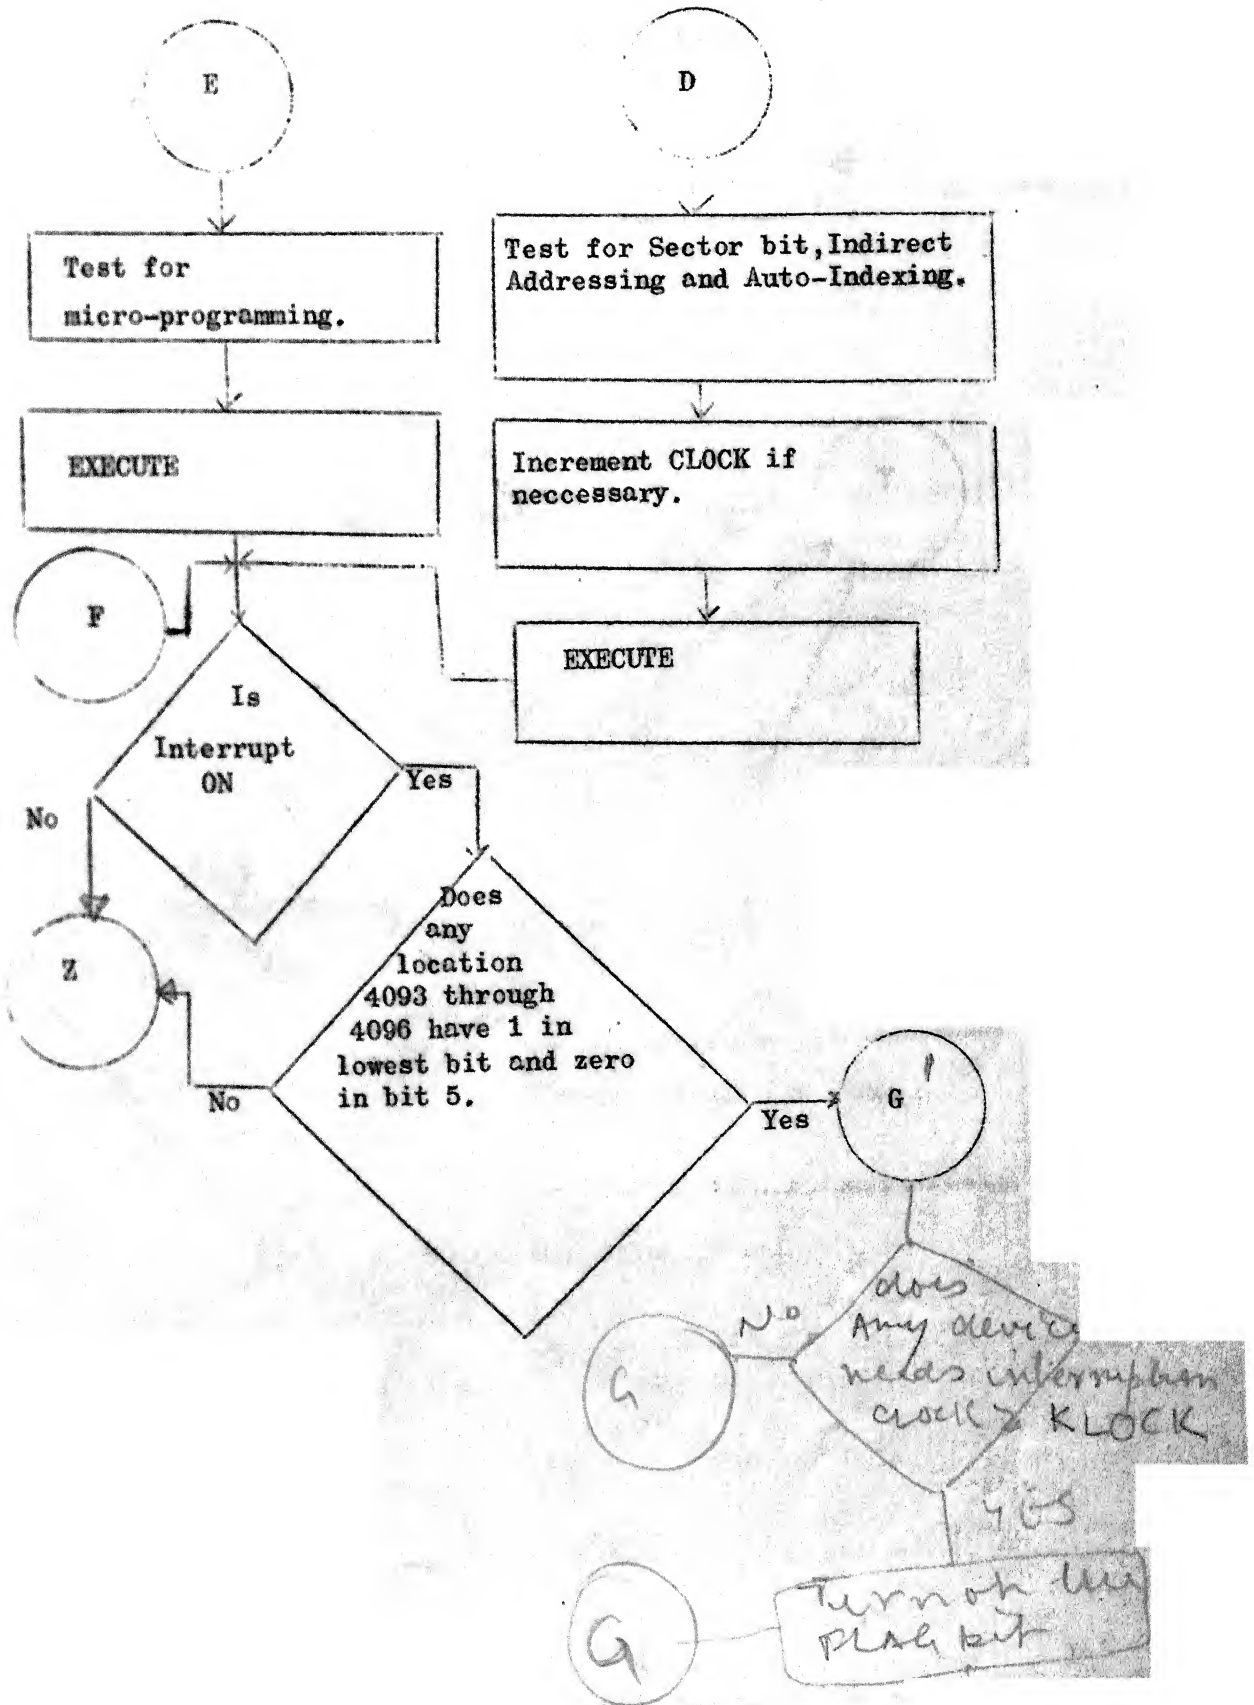 E
D
Test for
micro-programming.
Test for Sector bit, Indirect
Addressing and Auto-Indexing.
EXECUTE
Increment CLOCK if
neccessary.
F
EXECUTE
Is
Interrupt
ON
Yes
No
Z
Does
any
location
4093 through
4096 have 1 in
lowest bit and zero
in bit 5.
No
Yes
G
does
Any device
needs interruption
clock KLOCK
No
G
YES
Turn
FLAG bit
G